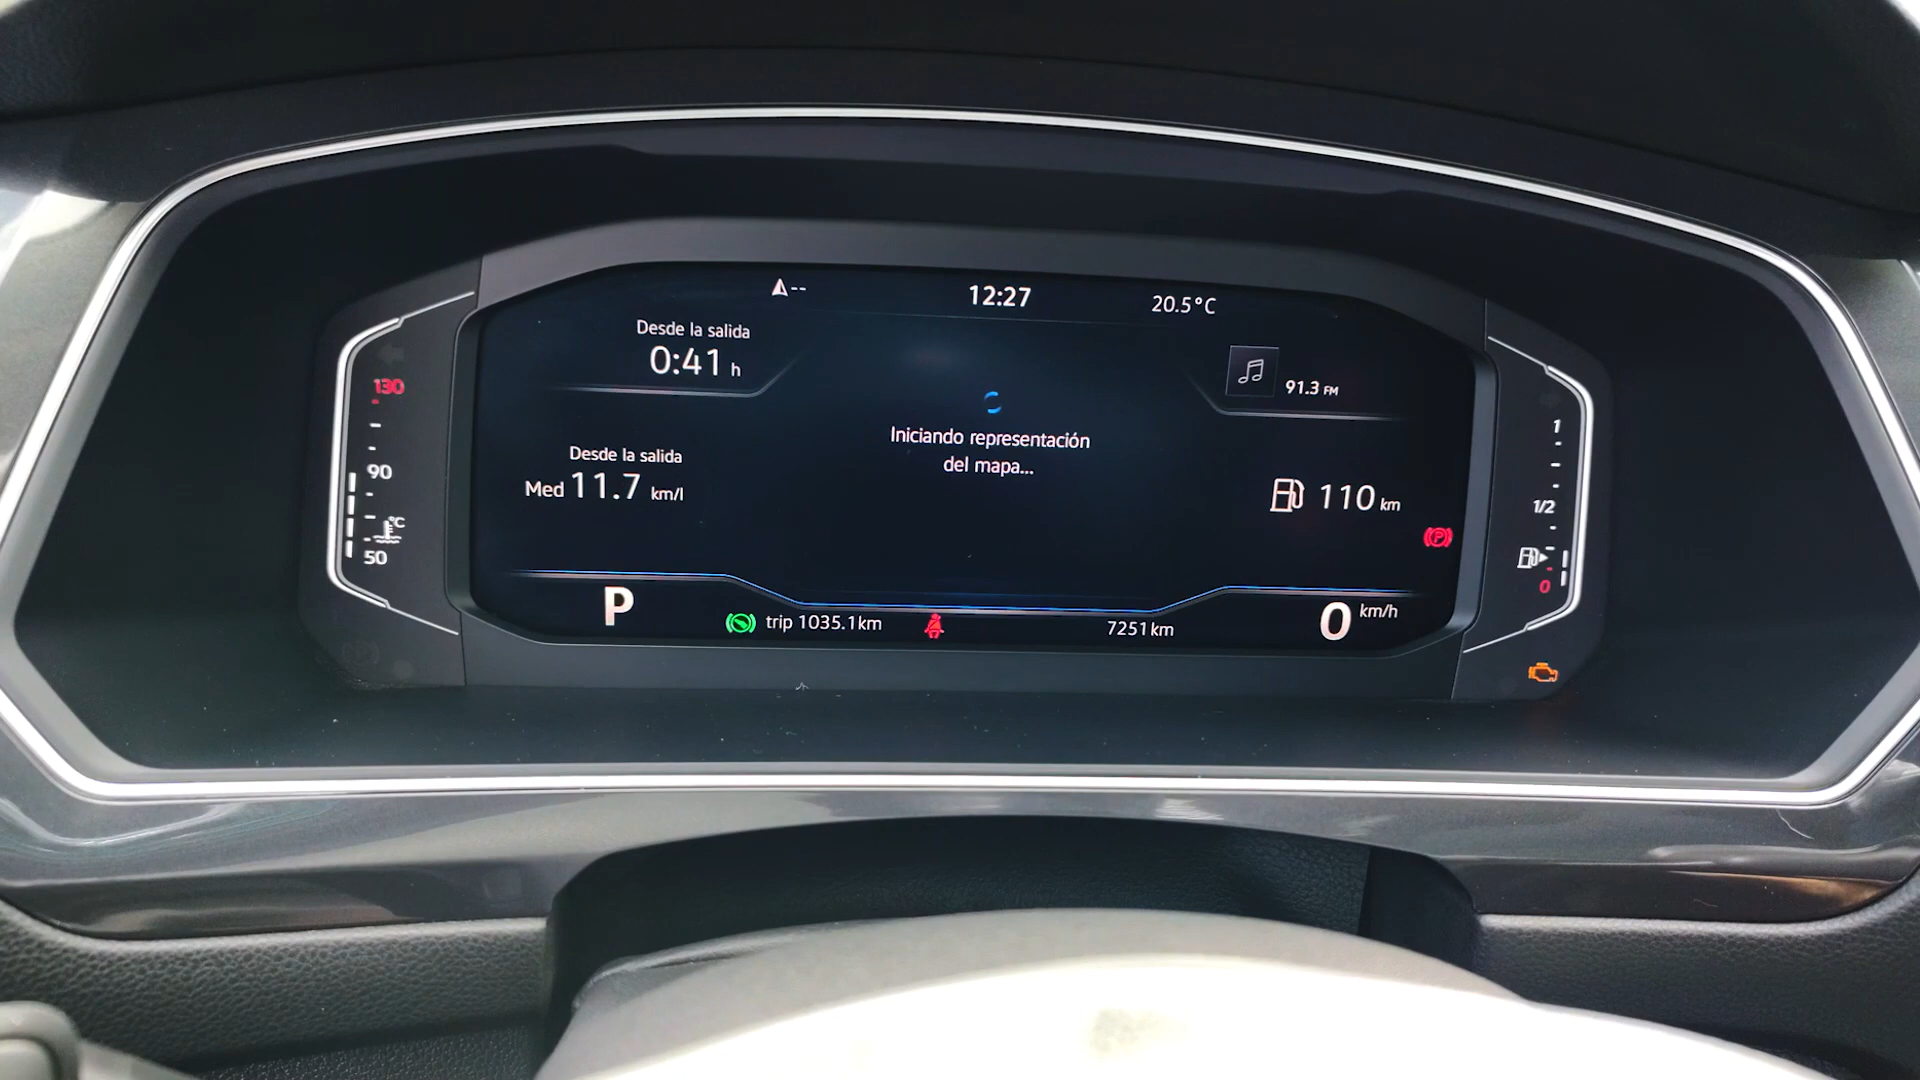 --
12:27
20.5°C
Desde la salida
0:41 h
91.3 FM
Iniciando representación
del mapa...
Desde la salida
Med 11.7 km/l
110 km
130
90
°C
50
1
1/2
0
P
P
trip 1035.1km
7251km
0 km/h